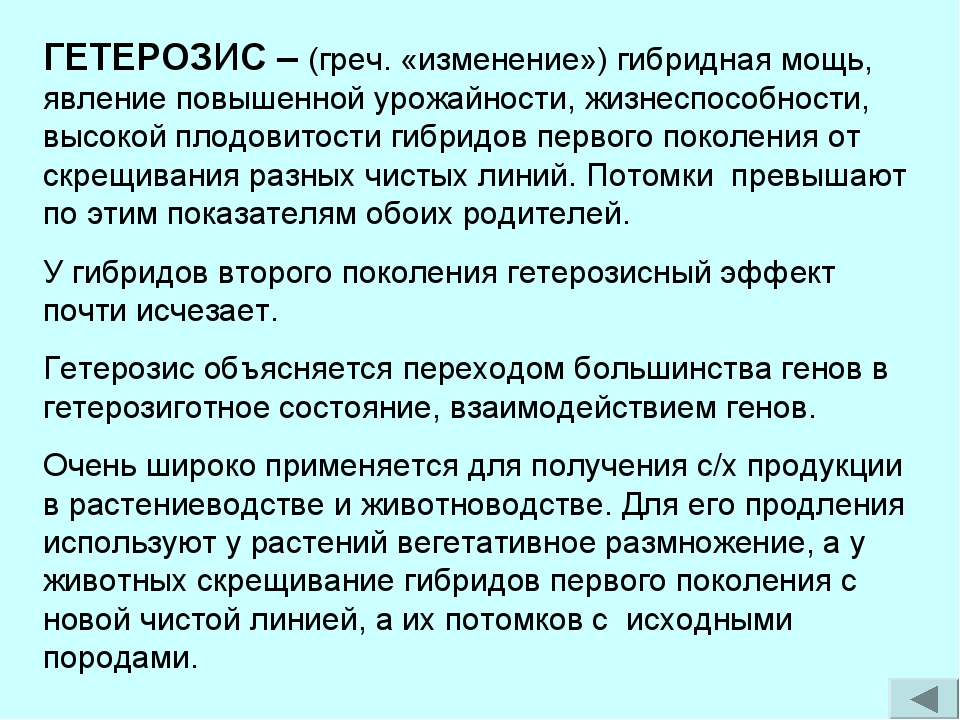 ГЕТЕРОЗИС – (греч. «изменение») гибридная мощь,
явление повышенной урожайности, жизнеспособности,
высокой плодовитости гибридов первого поколения от
скрещивания разных чистых линий. Потомки  превышают
по этим показателям обоих родителей.
У гибридов второго поколения гетерозисный эффект
почти исчезает.
Гетерозис объясняется переходом большинства генов в
гетерозиготное состояние, взаимодействием генов.
Очень широко применяется для получения с/х продукции
в растениеводстве и животноводстве. Для его продления
используют у растений вегетативное размножение, а у
животных скрещивание гибридов первого поколения с
новой чистой линией, а их потомков с  исходными
породами.